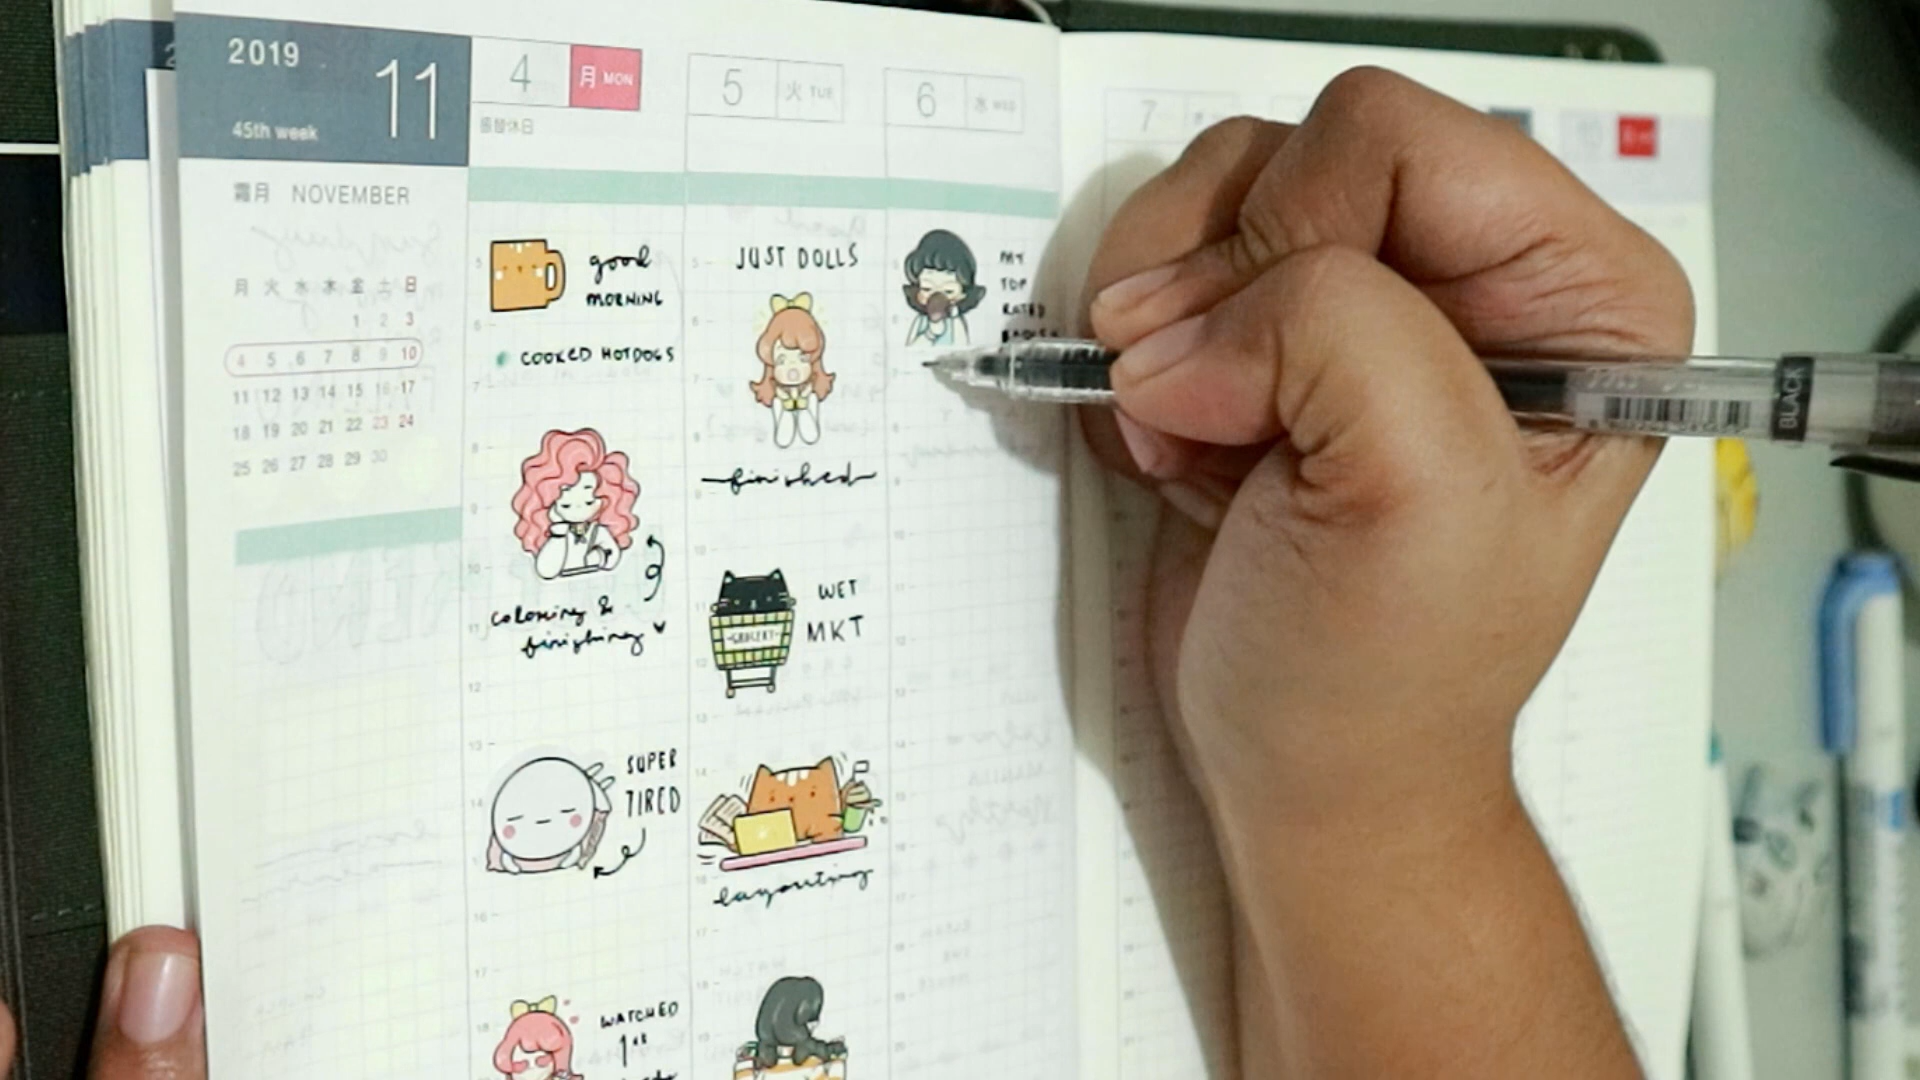 2019
11
45th week
4 月 MON
5 火 TUE
6 水 WED
7
振替休日
霜月 NOVEMBER
月 火 水 木 金 土 日
1 2 3
4 5 6 7 8 9 10
11 12 13 14 15 16 17
18 19 20 21 22 23 24
25 26 27 28 29 30
good
MORNING
COOKED HOTDOGS
coloring &
finishing
SUPER
TIRED
WATCHED
1st
JUST DOLLS
finished
GROCERY
WET
MKT
layouting
MY
TOP
RATED
BLACK